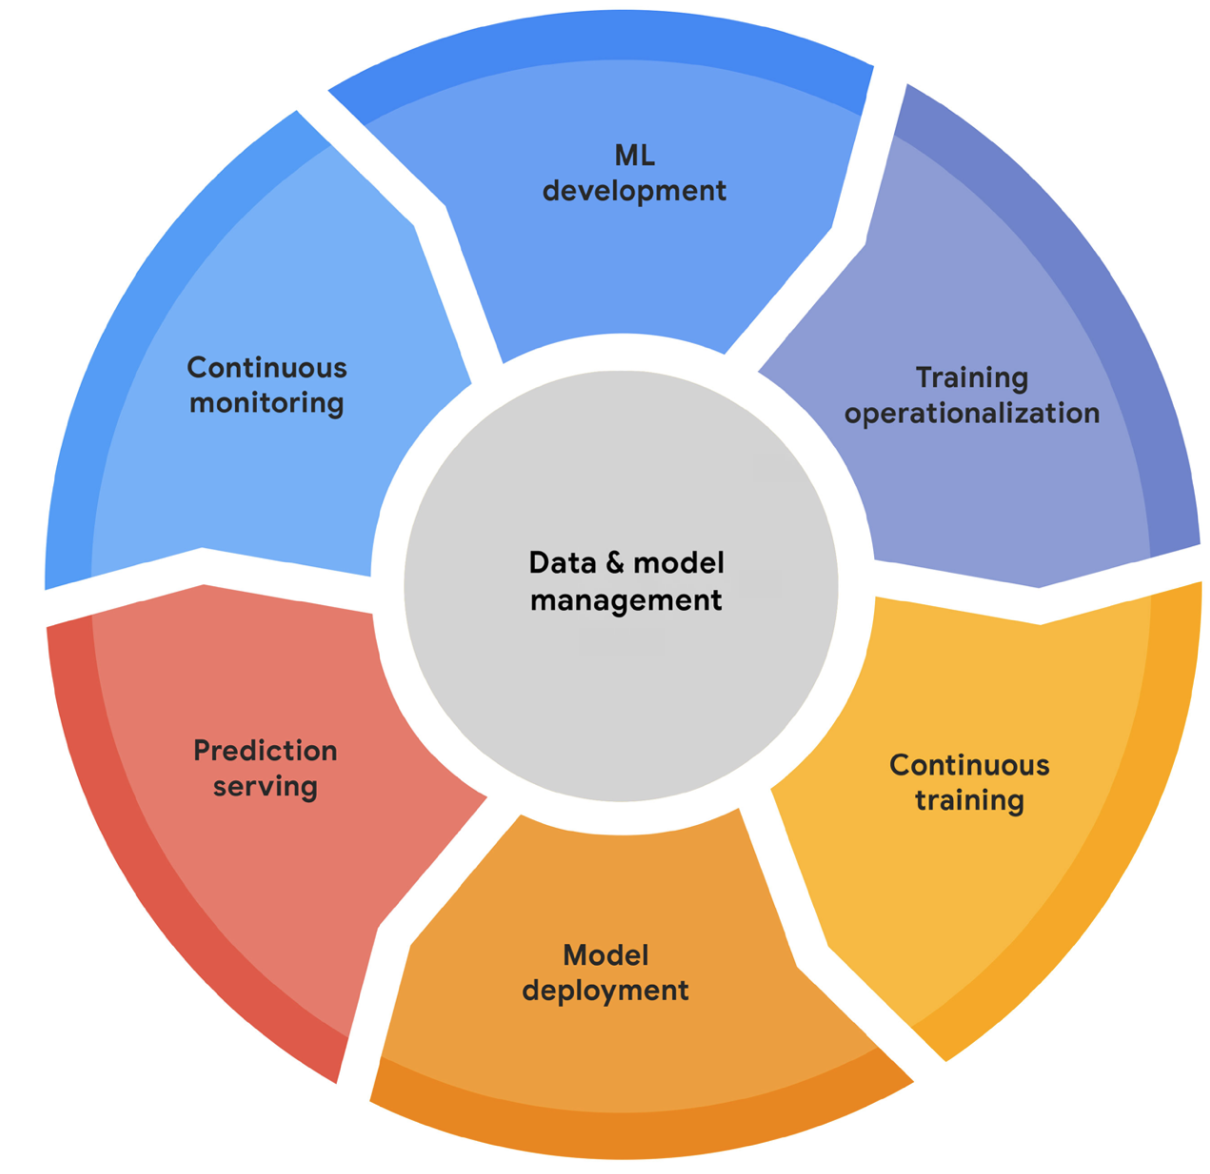 ML
development
Training
operationalization
Continuous
training
Model
deployment
Prediction
serving
Continuous
monitoring
Data & model
management